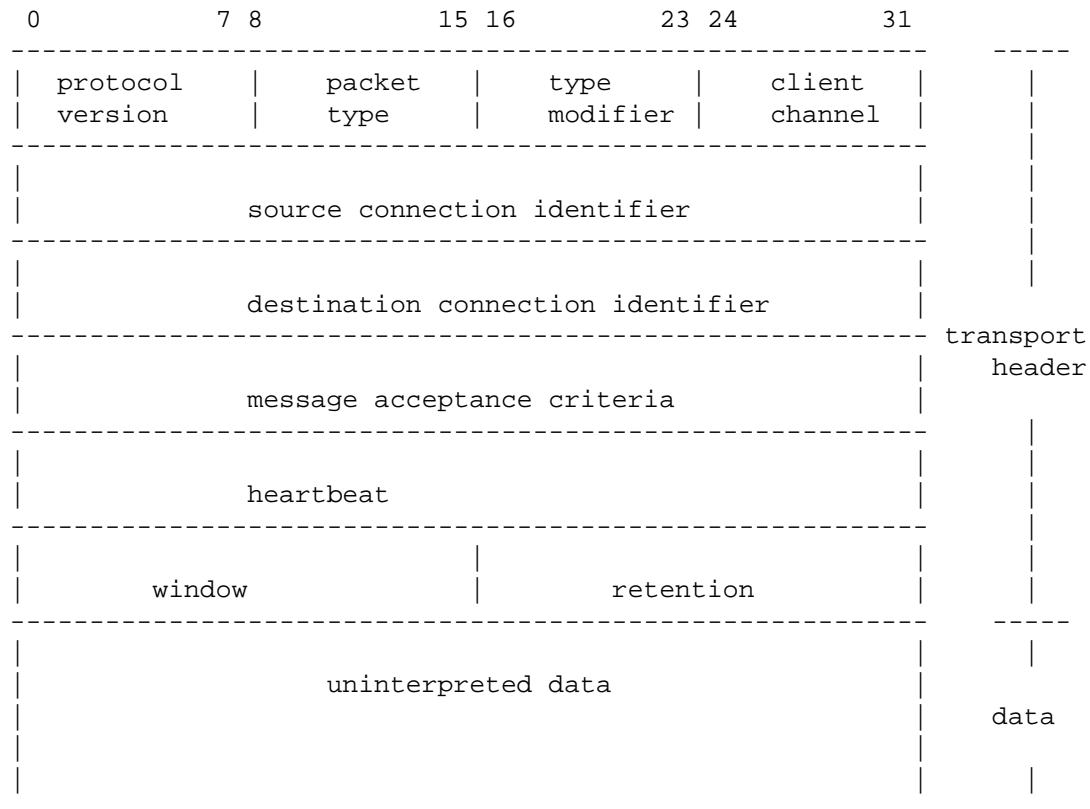 0 7 8 15 16 23 24 31
protocol packet type client
version type modifier channel
source connection identifier
destination connection identifier
transport
header
message acceptance criteria
heartbeat
window retention
uninterpreted data
data